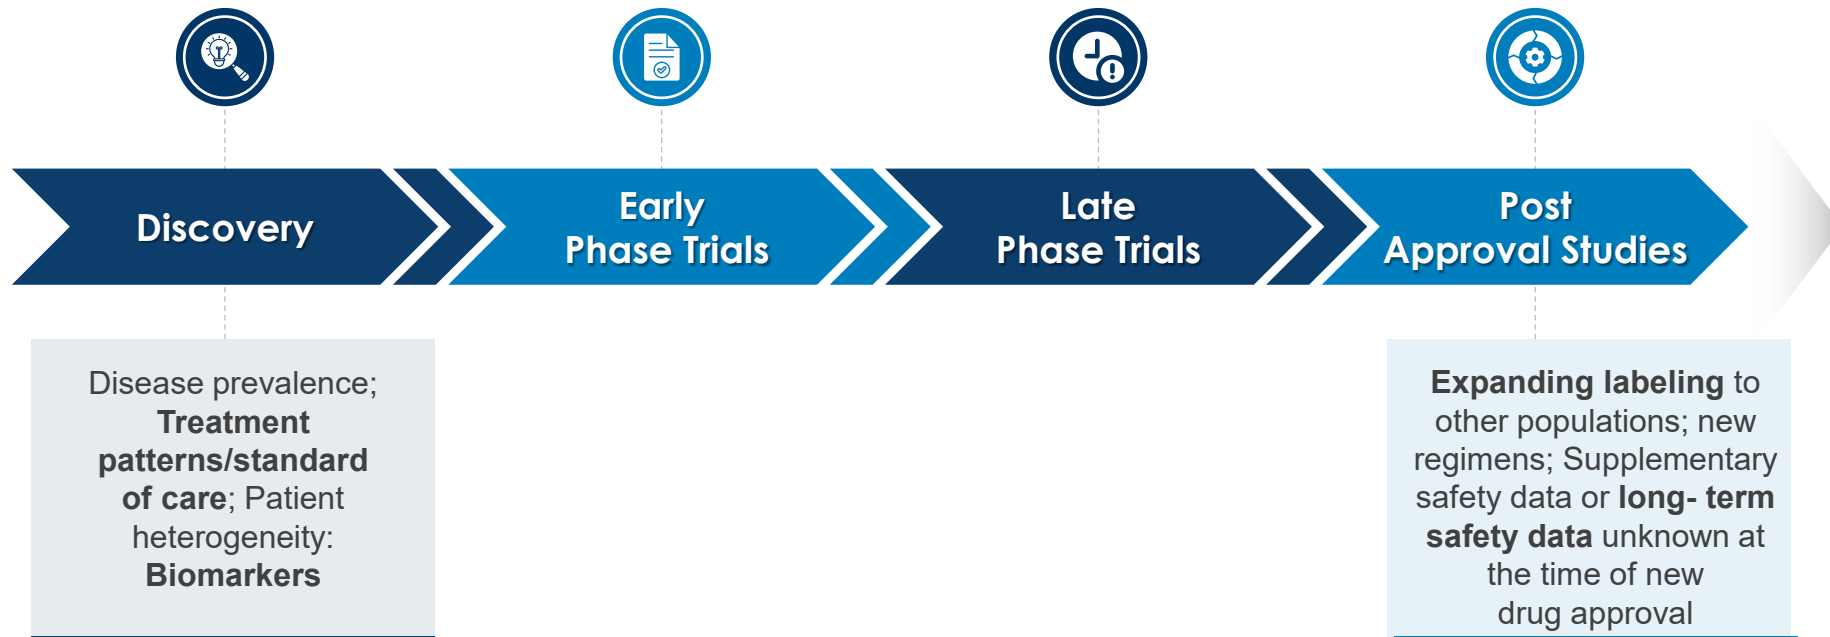 Discovery
Early
Phase Trials
Late
Phase Trials
Post
Approval Studies
Disease prevalence;
Treatment
patterns/standard
of care; Patient
heterogeneity:
Biomarkers
Expanding labeling to
other populations; new
regimens; Supplementary
safety data or long- term
safety data unknown at
the time of new
drug approval